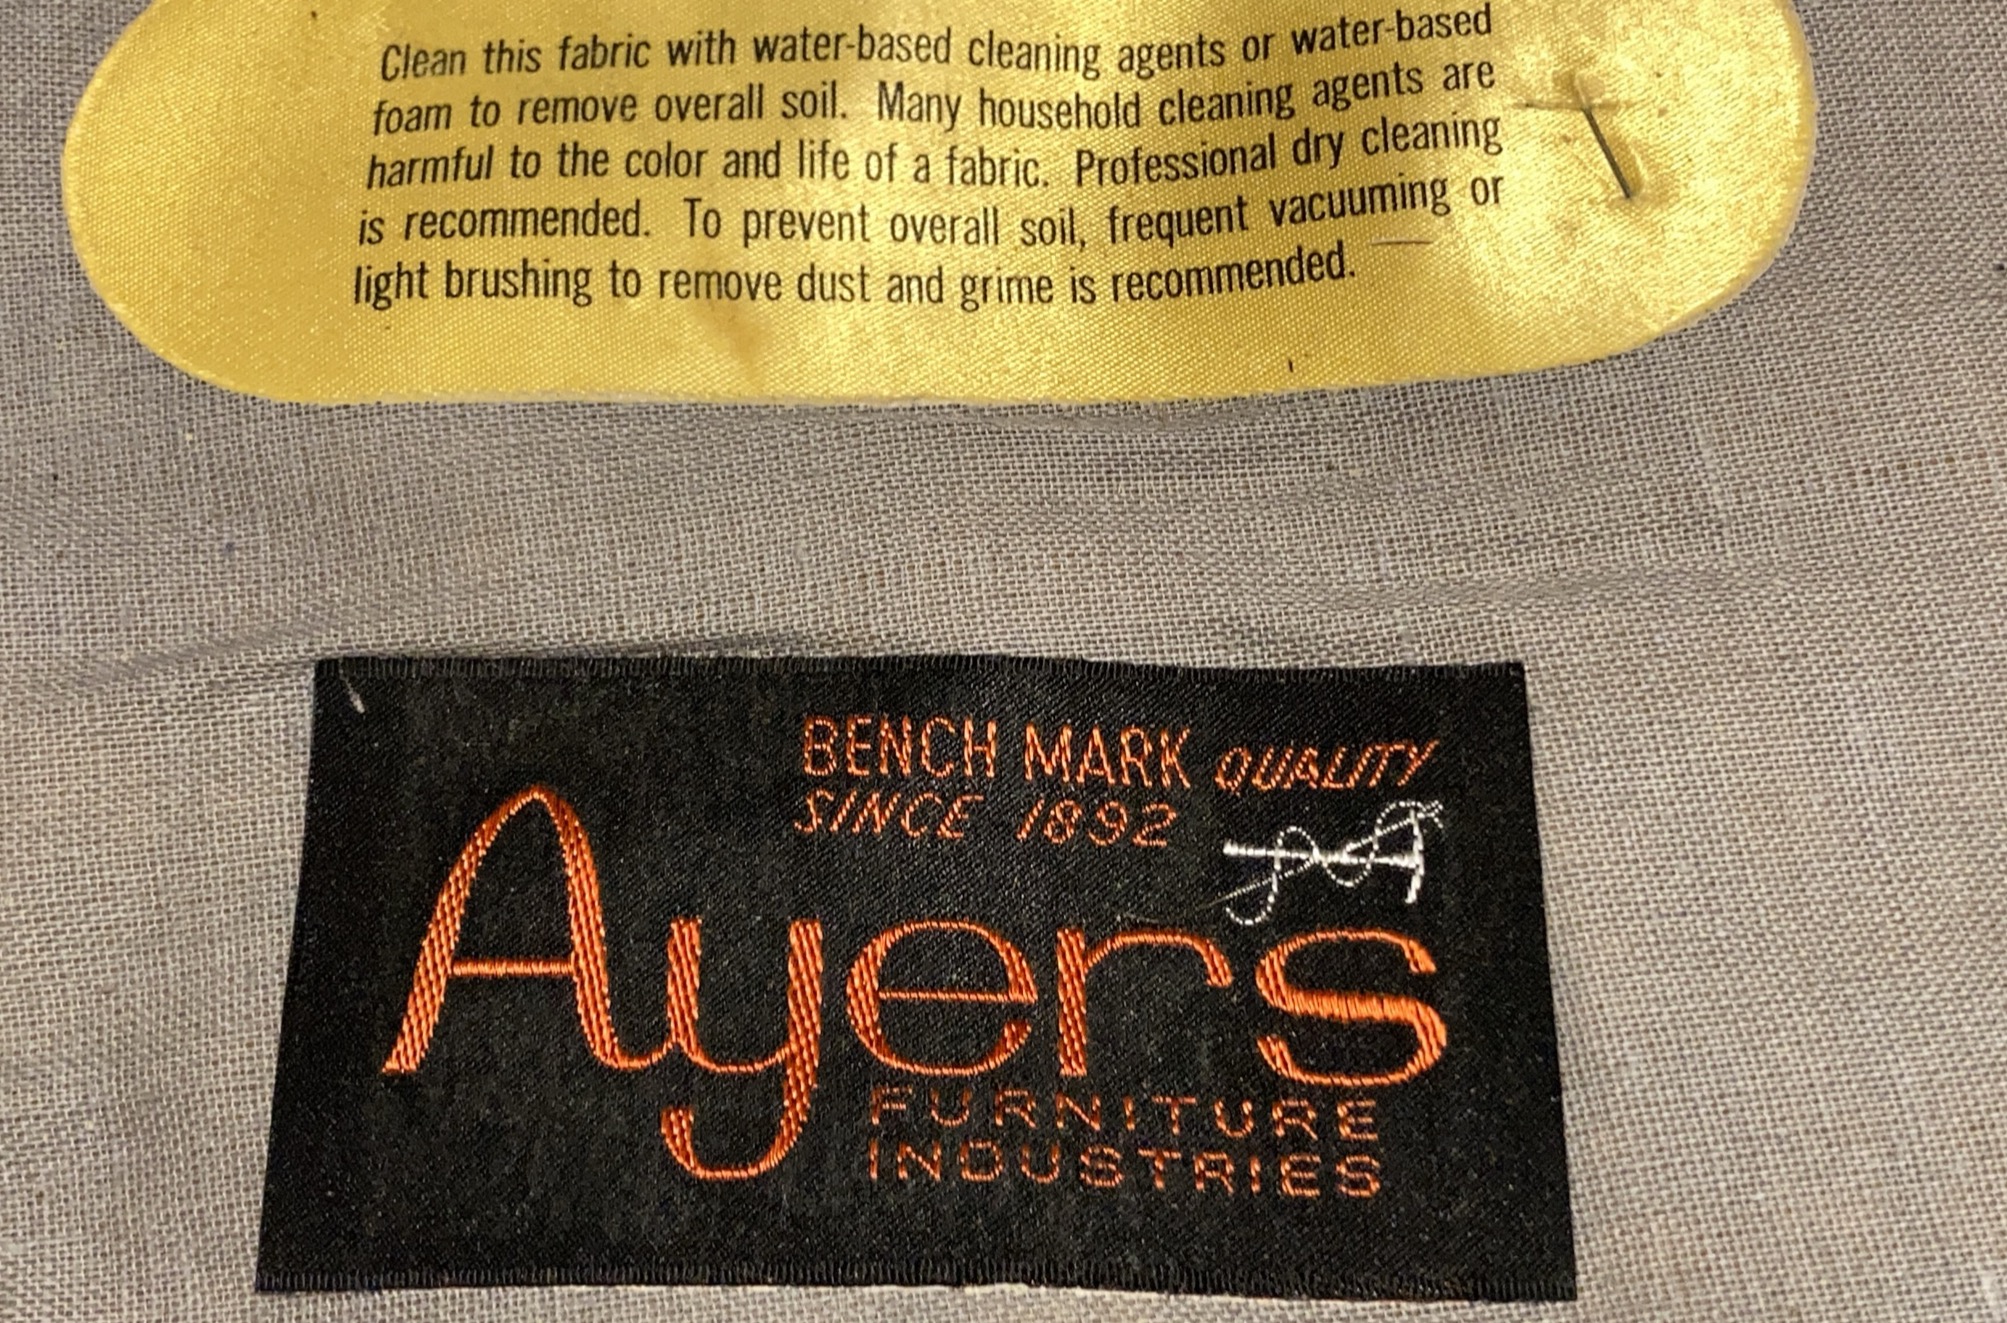 Clean this fabric with water-based cleaning agents or water-based
foam to remove overall soil. Many household cleaning agents are
harmful to the color and life of a fabric. Professional dry cleaning
is recommended. To prevent overall soil, frequent vacuuming or
light brushing to remove dust and grime is recommended.
BENCH MARK QUALITY
SINCE 1892
Ayers
FURNITURE
INDUSTRIES